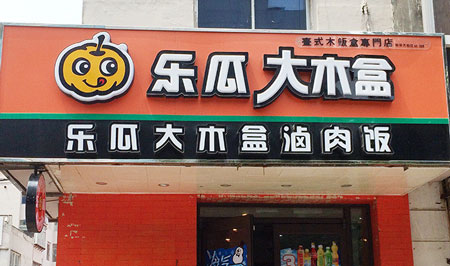 臺式木飯盒專門店
乐瓜 大木盒
乐瓜大木盒滷肉饭